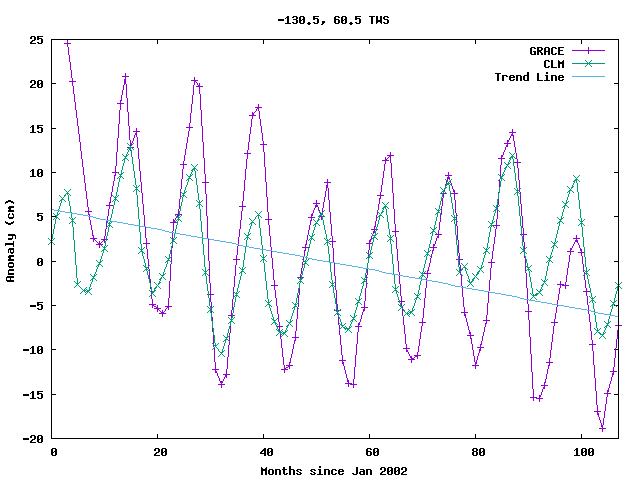 -130.5, 60.5 TWS
GRACE
CLM
Trend Line
25
20
15
10
5
0
-5
-10
-15
-20
Anomaly (cm)
0 20 40 60 80 100
Months since Jan 2002